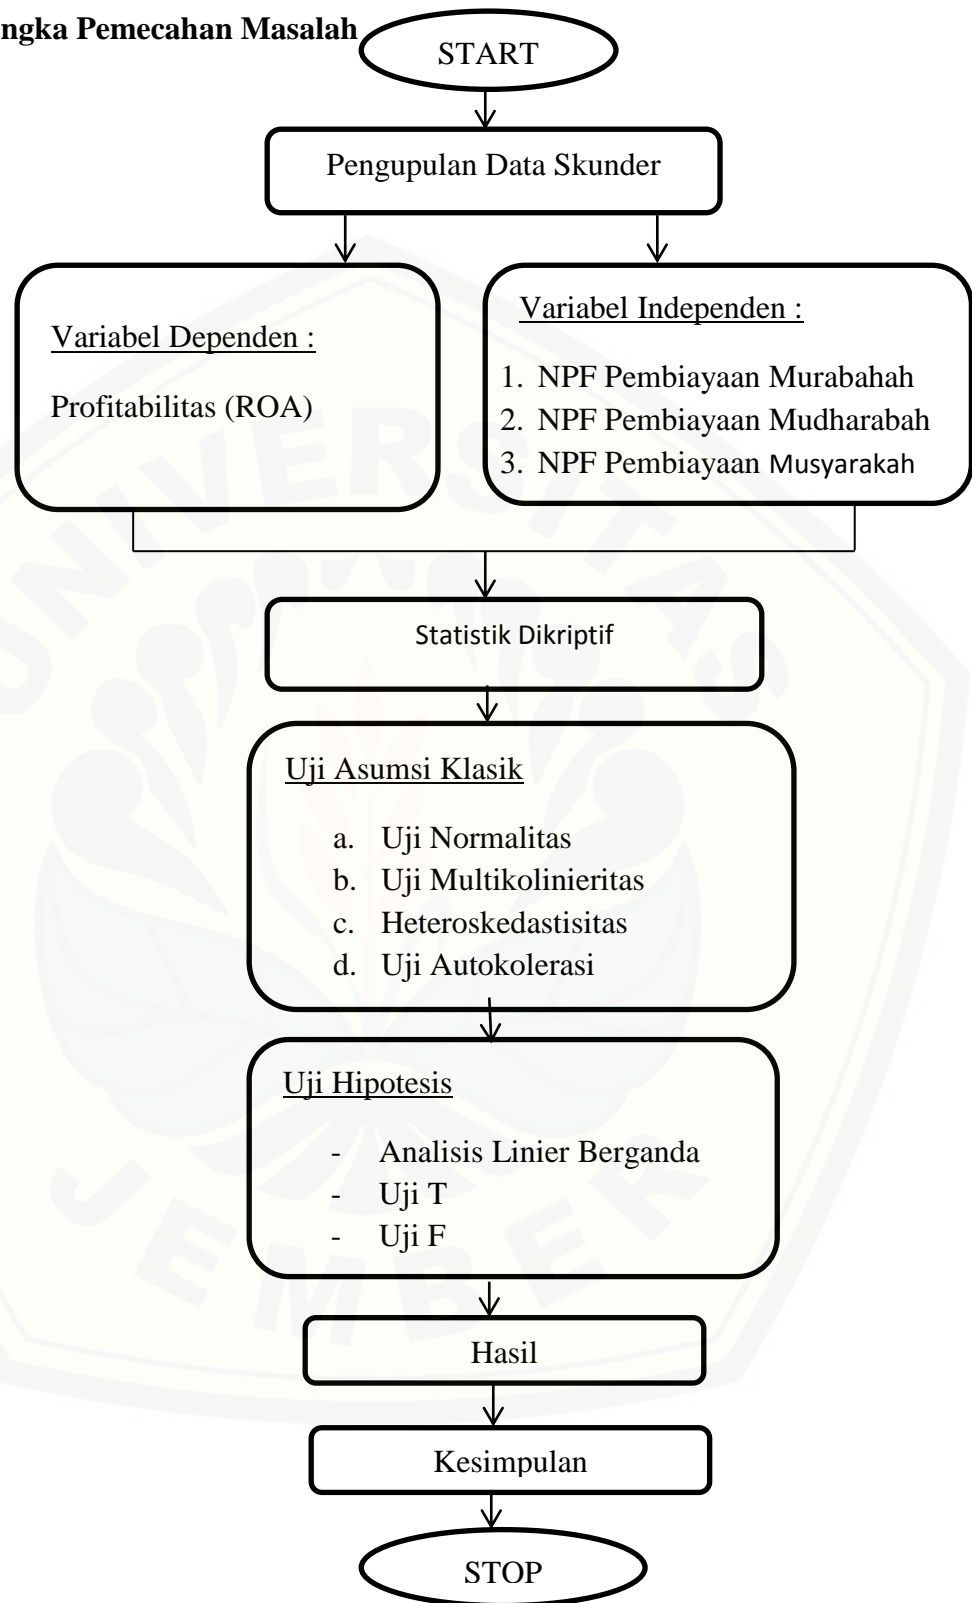 ngka Pemecahan Masalah
START
Pengupulan Data Skunder
Variabel Dependen :
Profitabilitas (ROA)
Variabel Independen :
1. NPF Pembiayaan Murabahah
2. NPF Pembiayaan Mudharabah
3. NPF Pembiayaan Musyarakah
Statistik Dikriptif
Uji Asumsi Klasik
a. Uji Normalitas
b. Uji Multikolinieritas
c. Heteroskedastisitas
d. Uji Autokolerasi
Uji Hipotesis
- Analisis Linier Berganda
- Uji T
- Uji F
Hasil
Kesimpulan
STOP
UNIVERSITAS
JEMBER